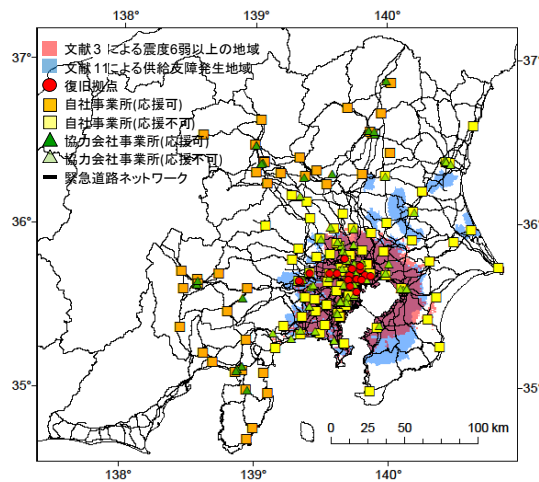 138° 139° 140°
37° 37°
文献3 による震度6弱以上の地域
文献11による供給支障発生地域
復旧拠点
自社事業所(応援可)
自社事業所(応援不可)
協力会社事業所(応援可)
協力会社事業所(応援不可)
緊急道路ネットワーク
36° 36°
35° 35°
0 25 50 100 km
138° 139° 140°